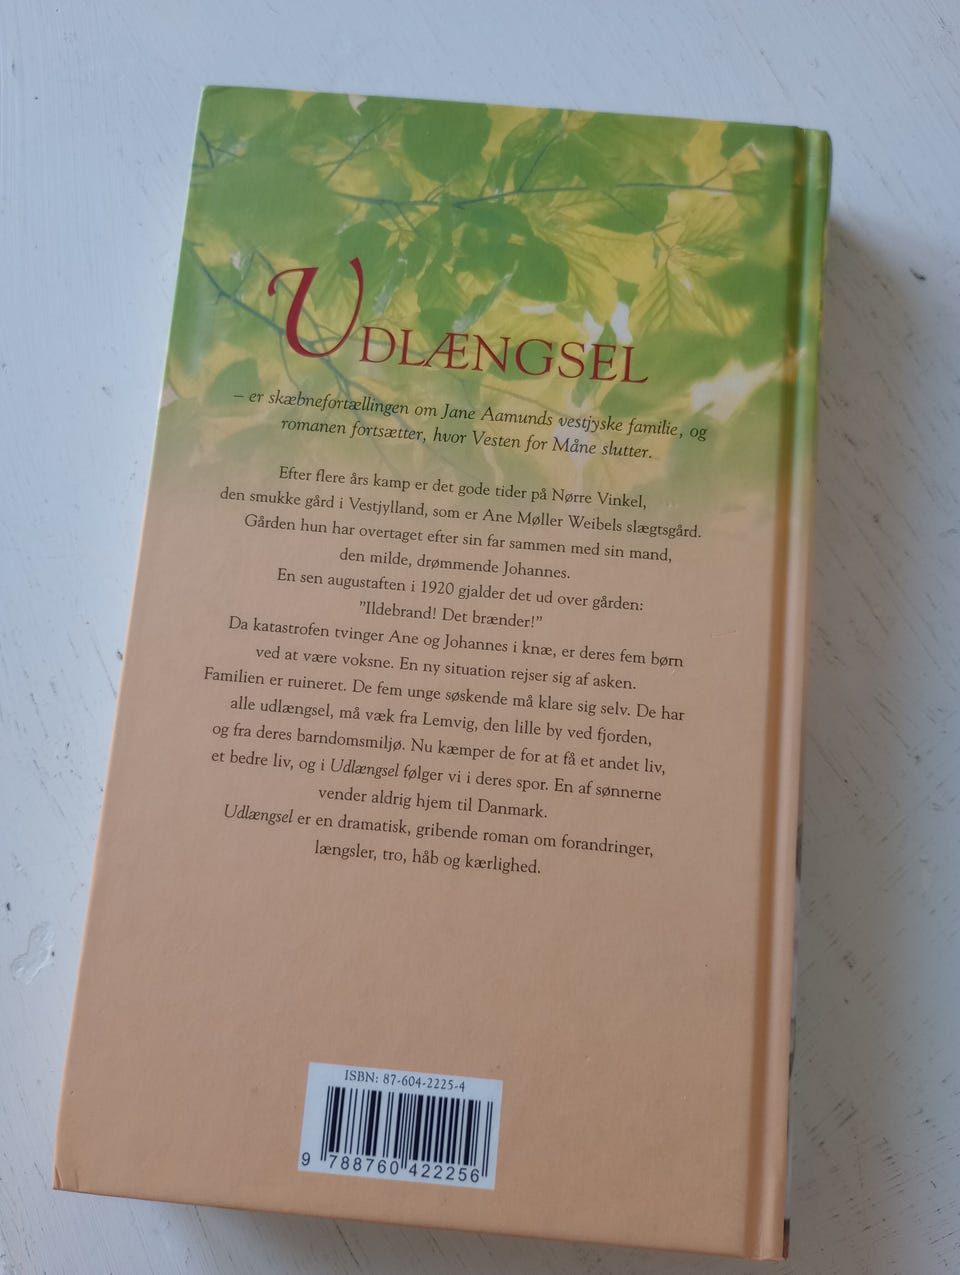 UDLÆNGSEL
– er skæbnefortællingen om Jane Aamunds vestjyske familie, og
romanen fortsætter, hvor Vesten for Måne slutter.
Efter flere års kamp er det gode tider på Nørre Vinkel,
den smukke gård i Vestjylland, som er Ane Møller Weibels slægtsgård.
Gården hun har overtaget efter sin far sammen med sin mand,
den milde, drømmende Johannes.
En sen augustaften i 1920 gjalder det ud over gården:
"Ildebrand! Det brænder!"
Da katastrofen tvinger Ane og Johannes i knæ, er deres fem børn
ved at være voksne. En ny situation rejser sig af asken.
Familien er ruineret. De fem unge søskende må klare sig selv. De har
alle udlængsel, må væk fra Lemvig, den lille by ved fjorden,
og fra deres barndomsmiljø. Nu kæmper de for at få et andet liv,
et bedre liv, og i Udlængsel følger vi i deres spor. En af sønnerne
vender aldrig hjem til Danmark.
Udlængsel er en dramatisk, gribende roman om forandringer,
længsler, tro, håb og kærlighed.
ISBN: 87-604-2225-4
9 788760 422256